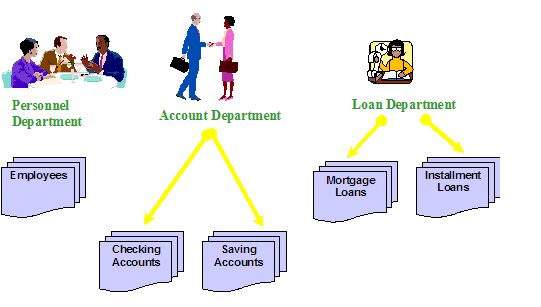 Personnel
Department
Account Department
Loan Department
Employees
Mortgage
Loans
Installment
Loans
Checking
Accounts
Saving
Accounts